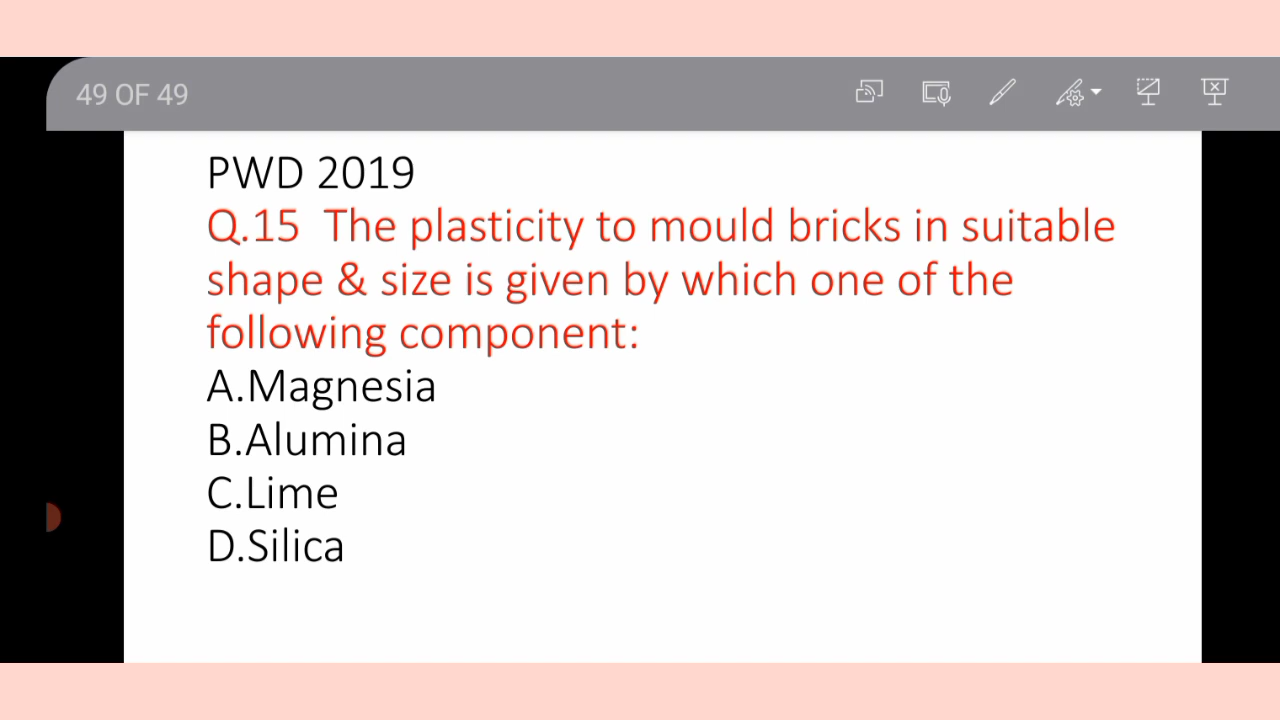 49 OF 49
PWD 2019
Q.15 The plasticity to mould bricks in suitable
shape & size is given by which one of the
following component:
A.Magnesia
B.Alumina
C.Lime
D.Silica